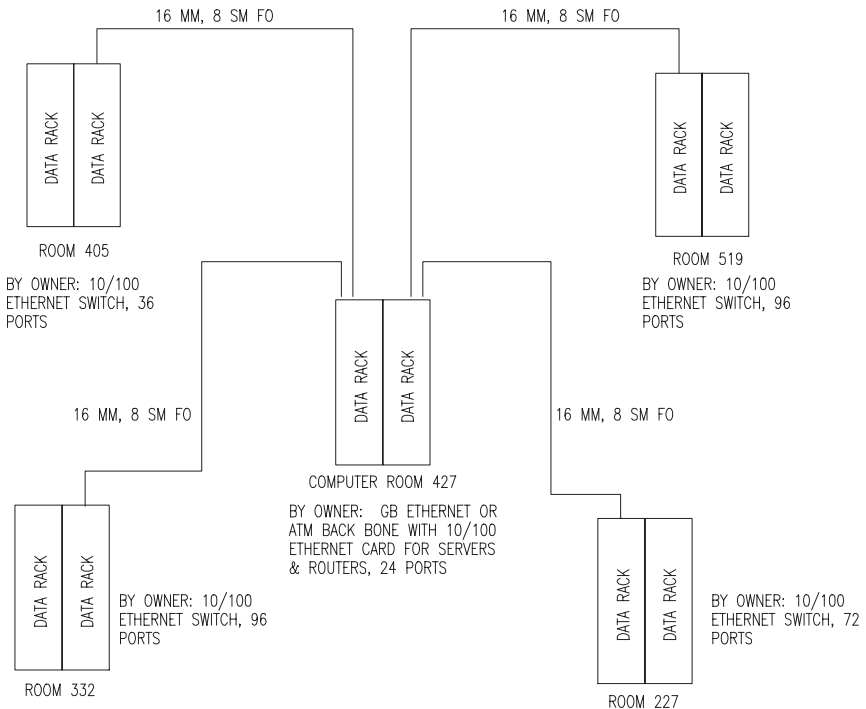 16 MM, 8 SM FO
16 MM, 8 SM FO
DATA RACK
DATA RACK
DATA RACK
DATA RACK
ROOM 405
ROOM 519
BY OWNER: 10/100
ETHERNET SWITCH, 36
PORTS
BY OWNER: 10/100
ETHERNET SWITCH, 96
PORTS
DATA RACK
DATA RACK
16 MM, 8 SM FO
16 MM, 8 SM FO
COMPUTER ROOM 427
BY OWNER: GB ETHERNET OR
ATM BACK BONE WITH 10/100
ETHERNET CARD FOR SERVERS
& ROUTERS, 24 PORTS
DATA RACK
DATA RACK
BY OWNER: 10/100
ETHERNET SWITCH, 96
PORTS
ROOM 332
DATA RACK
DATA RACK
BY OWNER: 10/100
ETHERNET SWITCH, 72
PORTS
ROOM 227